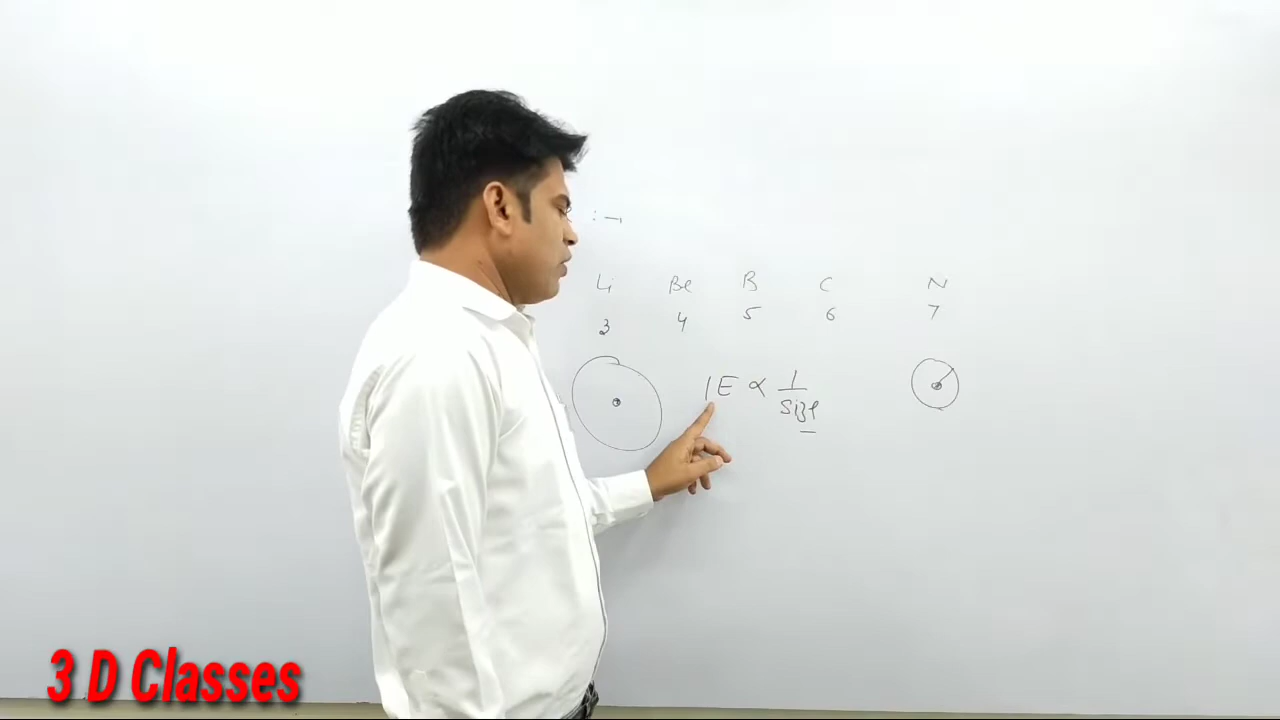 :-
Li Be B C N
3 4 5 6 7
IE ∝ 1/size
3 D Classes